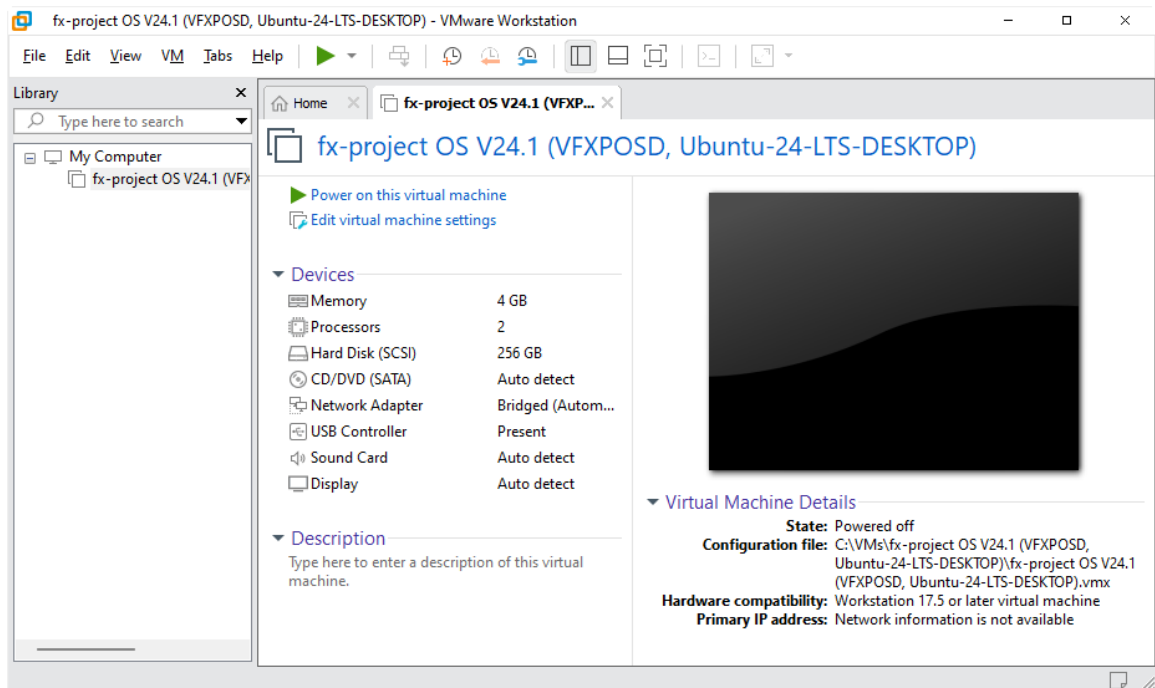 fx-project OS V24.1 (VFXPOSD, Ubuntu-24-LTS-DESKTOP) - VMware Workstation
File Edit View VM Tabs Help
Library
Type here to search
My Computer
fx-project OS V24.1 (VFX
Home
fx-project OS V24.1 (VFXP...
fx-project OS V24.1 (VFXPOSD, Ubuntu-24-LTS-DESKTOP)
Power on this virtual machine
Edit virtual machine settings
Devices
Memory 4 GB
Processors 2
Hard Disk (SCSI) 256 GB
CD/DVD (SATA) Auto detect
Network Adapter Bridged (Autom...
USB Controller Present
Sound Card Auto detect
Display Auto detect
Description
Type here to enter a description of this virtual
machine.
Virtual Machine Details
State: Powered off
Configuration file: C:\VMs\fx-project OS V24.1 (VFXPOSD,
Ubuntu-24-LTS-DESKTOP)\fx-project OS V24.1
(VFXPOSD, Ubuntu-24-LTS-DESKTOP).vmx
Hardware compatibility: Workstation 17.5 or later virtual machine
Primary IP address: Network information is not available